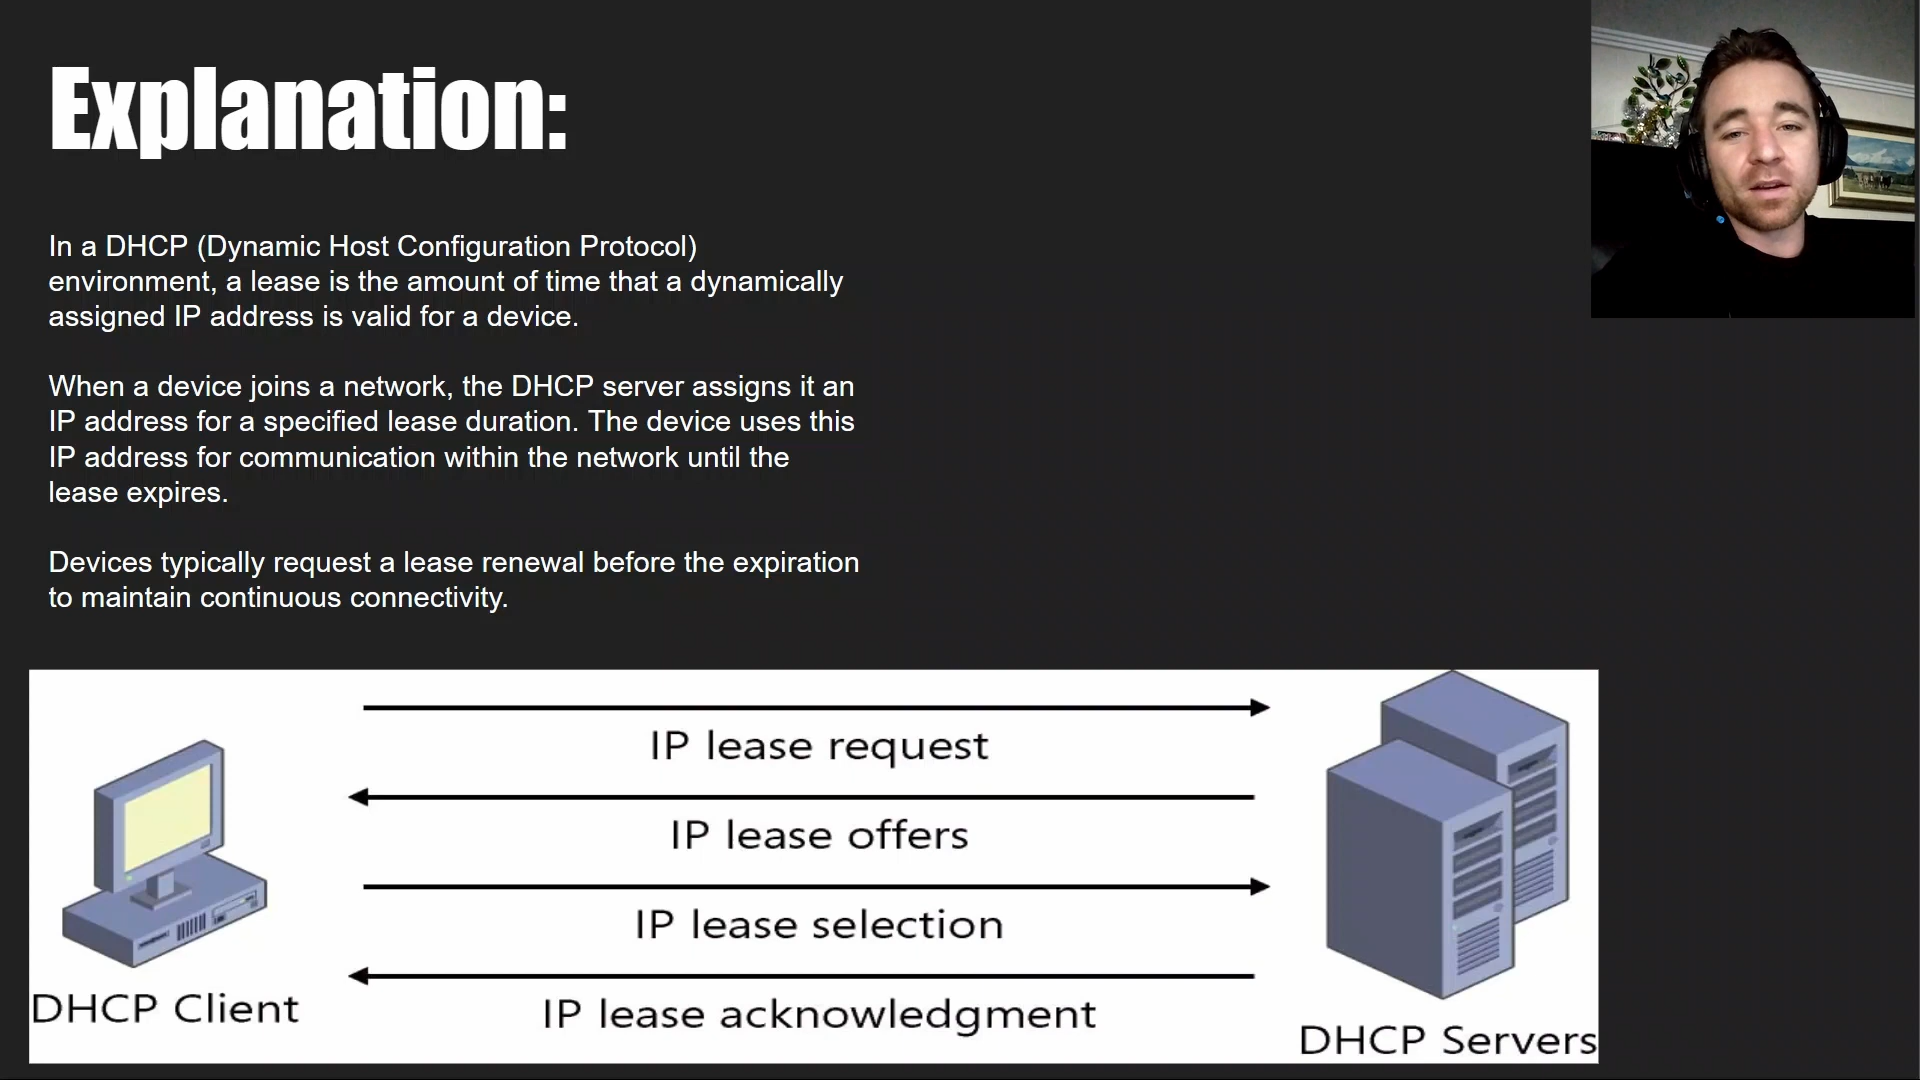 Explanation:
In a DHCP (Dynamic Host Configuration Protocol)
environment, a lease is the amount of time that a dynamically
assigned IP address is valid for a device.
When a device joins a network, the DHCP server assigns it an
IP address for a specified lease duration. The device uses this
IP address for communication within the network until the
lease expires.
Devices typically request a lease renewal before the expiration
to maintain continuous connectivity.
IP lease request
IP lease offers
IP lease selection
IP lease acknowledgment
DHCP Client
DHCP Servers